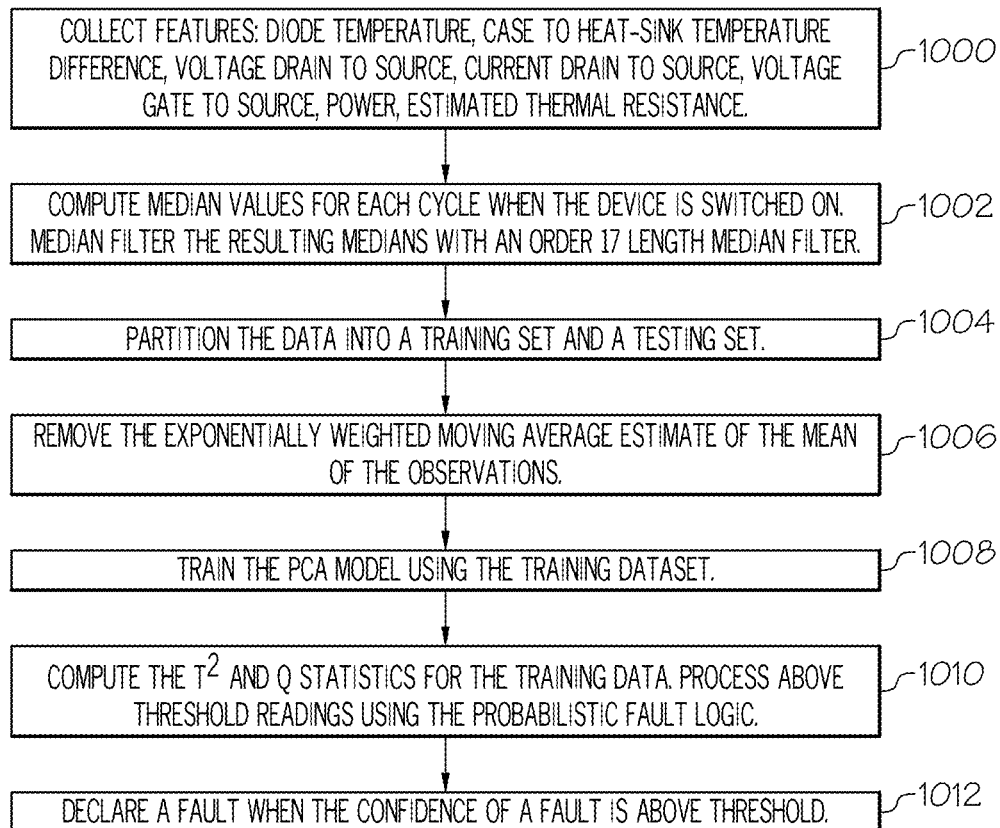 COLLECT FEATURES: DIODE TEMPERATURE, CASE TO HEAT-SINK TEMPERATURE
DIFFERENCE, VOLTAGE DRAIN TO SOURCE, CURRENT DRAIN TO SOURCE, VOLTAGE
GATE TO SOURCE, POWER, ESTIMATED THERMAL RESISTANCE.
1000
COMPUTE MEDIAN VALUES FOR EACH CYCLE WHEN THE DEVICE IS SWITCHED ON.
MEDIAN FILTER THE RESULTING MEDIANS WITH AN ORDER 17 LENGTH MEDIAN FILTER.
1002
PARTITION THE DATA INTO A TRAINING SET AND A TESTING SET.
1004
REMOVE THE EXPONENTIALLY WEIGHTED MOVING AVERAGE ESTIMATE OF THE MEAN
OF THE OBSERVATIONS.
1006
TRAIN THE PCA MODEL USING THE TRAINING DATASET.
1008
COMPUTE THE T² AND Q STATISTICS FOR THE TRAINING DATA. PROCESS ABOVE
THRESHOLD READINGS USING THE PROBABILISTIC FAULT LOGIC.
1010
DECLARE A FAULT WHEN THE CONFIDENCE OF A FAULT IS ABOVE THRESHOLD.
1012